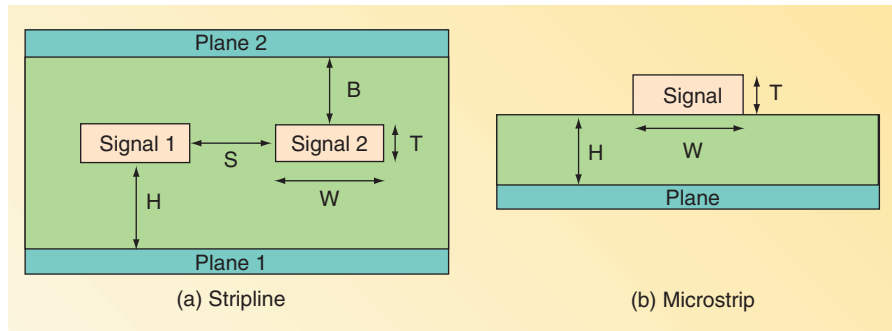 Plane 2
B
Signal 1
S
Signal 2
T
H
W
Plane 1
(a) Stripline
Signal
T
H
W
Plane
(b) Microstrip